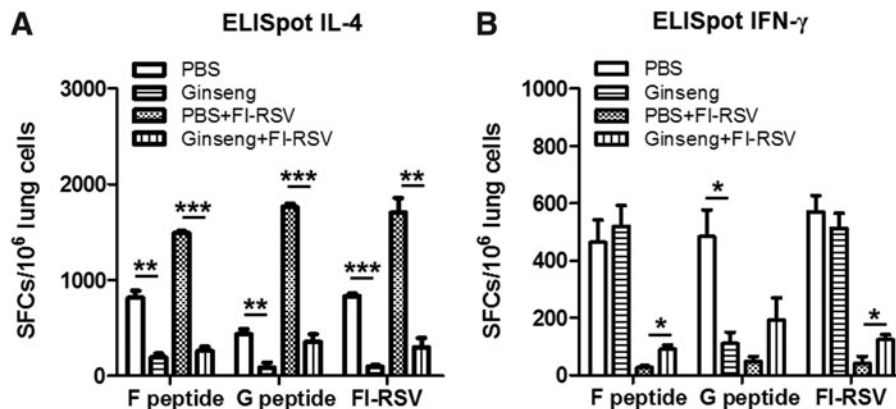 A
ELISpot IL-4
SFCs/10⁶ lung cells
3000
2000
1000
0
PBS
Ginseng
PBS+FI-RSV
Ginseng+FI-RSV
**
***
**
***
***
**
F peptide
G peptide
FI-RSV
B
ELISpot IFN-γ
SFCs/10⁶ lung cells
1000
800
600
400
200
0
PBS
Ginseng
PBS+FI-RSV
Ginseng+FI-RSV
*
*
*
F peptide
G peptide
FI-RSV